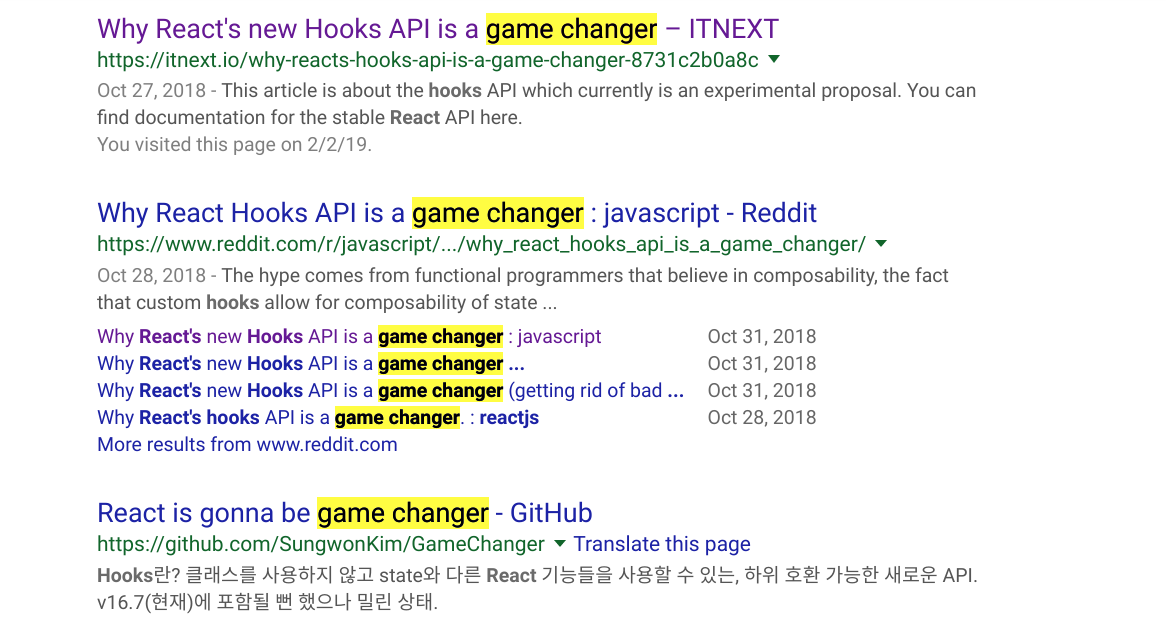 Why React's new Hooks API is a game changer – ITNEXT
https://itnext.io/why-reacts-hooks-api-is-a-game-changer-8731c2b0a8c
Oct 27, 2018 - This article is about the hooks API which currently is an experimental proposal. You can
find documentation for the stable React API here.
You visited this page on 2/2/19.
Why React Hooks API is a game changer : javascript - Reddit
https://www.reddit.com/r/javascript/.../why_react_hooks_api_is_a_game_changer/
Oct 28, 2018 - The hype comes from functional programmers that believe in composability, the fact
that custom hooks allow for composability of state ...
Why React's new Hooks API is a game changer : javascript Oct 31, 2018
Why React's new Hooks API is a game changer ... Oct 31, 2018
Why React's new Hooks API is a game changer (getting rid of bad ... Oct 31, 2018
Why React's hooks API is a game changer. : reactjs Oct 28, 2018
More results from www.reddit.com
React is gonna be game changer - GitHub
https://github.com/SungwonKim/GameChanger Translate this page
Hooks란? 클래스를 사용하지 않고 state와 다른 React 기능들을 사용할 수 있는, 하위 호환 가능한 새로운 API.
v16.7(현재)에 포함될 뻔 했으나 밀린 상태.